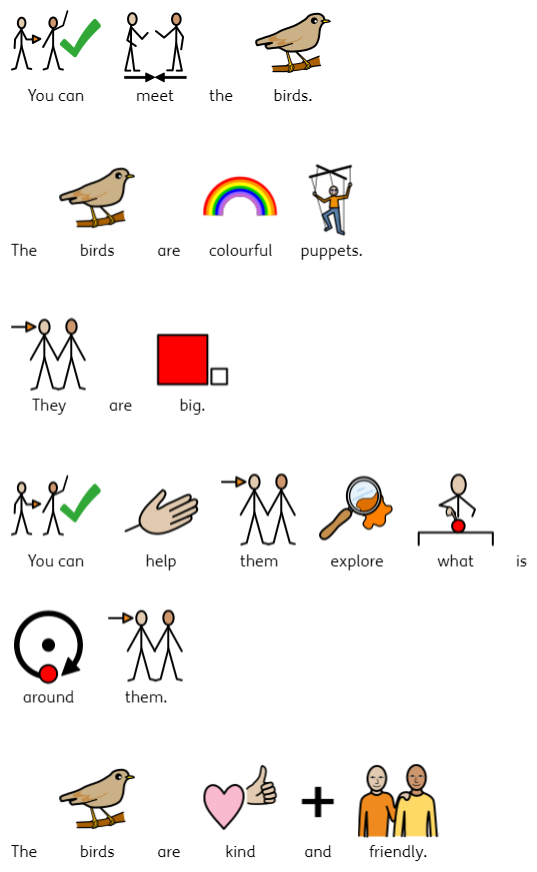 You can meet the birds.
The birds are colourful puppets.
They are big.
You can help them explore what is
around them.
The birds are kind and friendly.